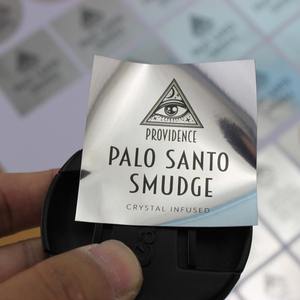 PROVIDENCE
PALO SANTO
SMUDGE
CRYSTAL INFUSED